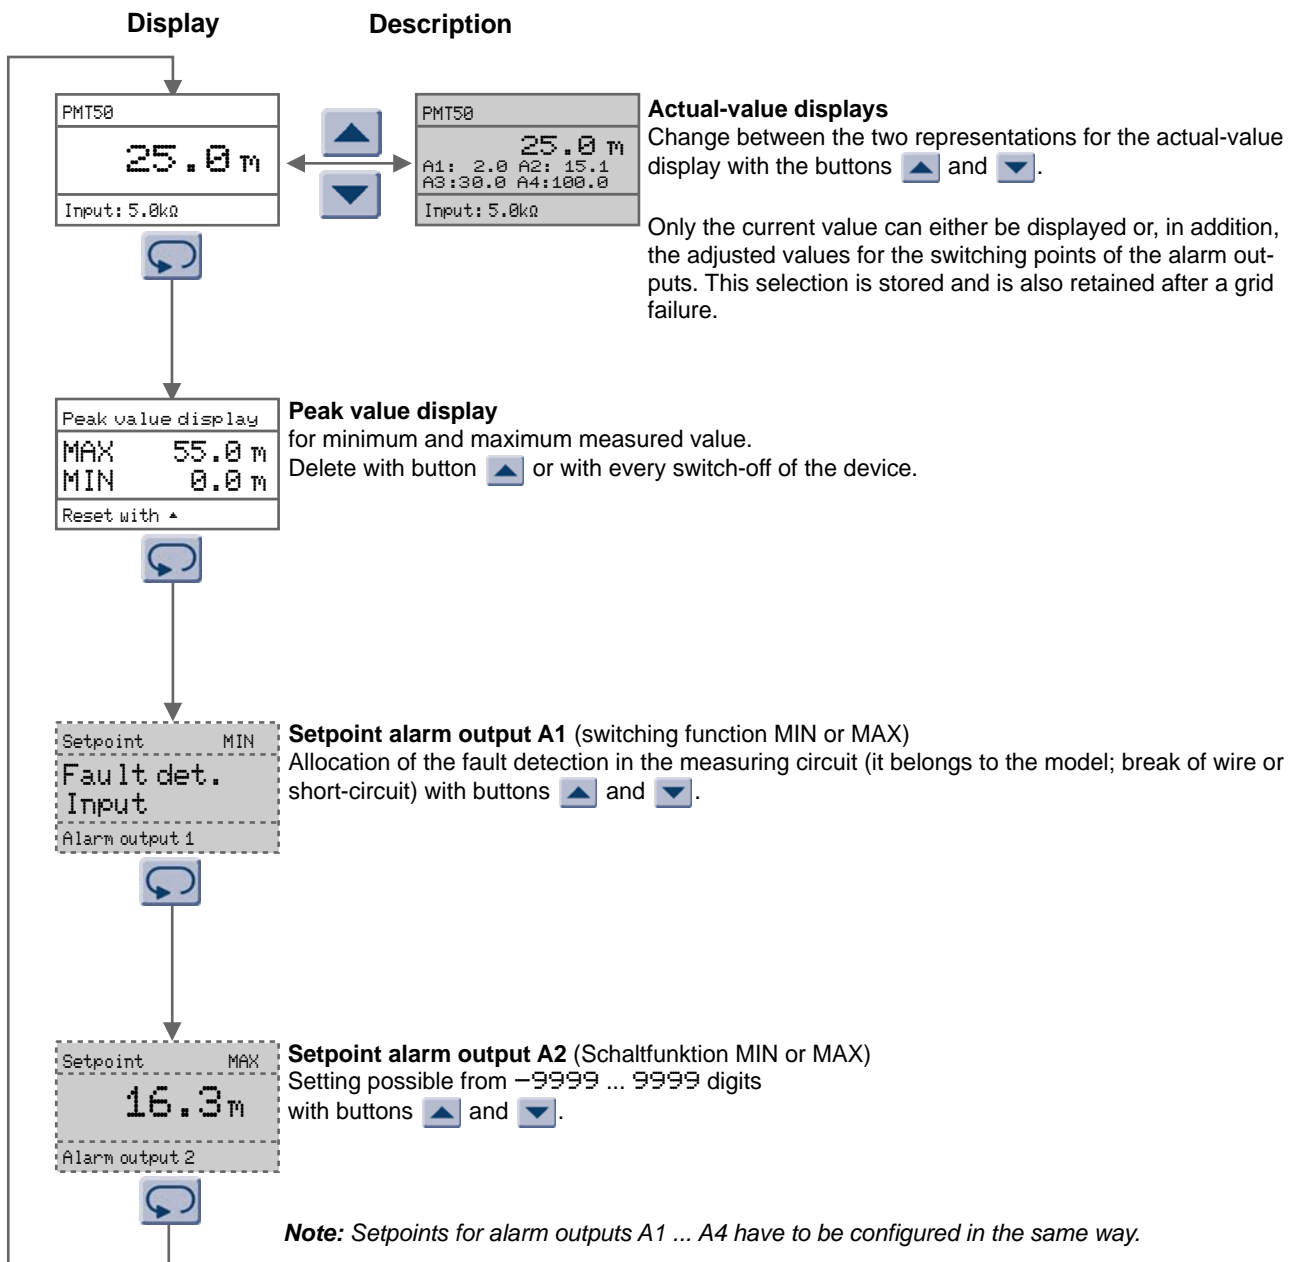 Display
Description
PMT50
25.0 m
Input: 5.0kΩ
PMT50
25.0 m
A1: 2.0 A2: 15.1
A3:30.0 A4:100.0
Input: 5.0kΩ
Actual-value displays
Change between the two representations for the actual-value
display with the buttons and .
Only the current value can either be displayed or, in addition,
the adjusted values for the switching points of the alarm out-
puts. This selection is stored and is also retained after a grid
failure.
Peak value display
MAX 55.0 m
MIN 0.0 m
Reset with ▲
Peak value display
for minimum and maximum measured value.
Delete with button or with every switch-off of the device.
Setpoint MIN
Fault det.
Input
Alarm output 1
Setpoint alarm output A1 (switching function MIN or MAX)
Allocation of the fault detection in the measuring circuit (it belongs to the model; break of wire or
short-circuit) with buttons and .
Setpoint MAX
16.3 m
Alarm output 2
Setpoint alarm output A2 (Schaltfunktion MIN or MAX)
Setting possible from −9999 ... 9999 digits
with buttons and .
Note: Setpoints for alarm outputs A1 ... A4 have to be configured in the same way.